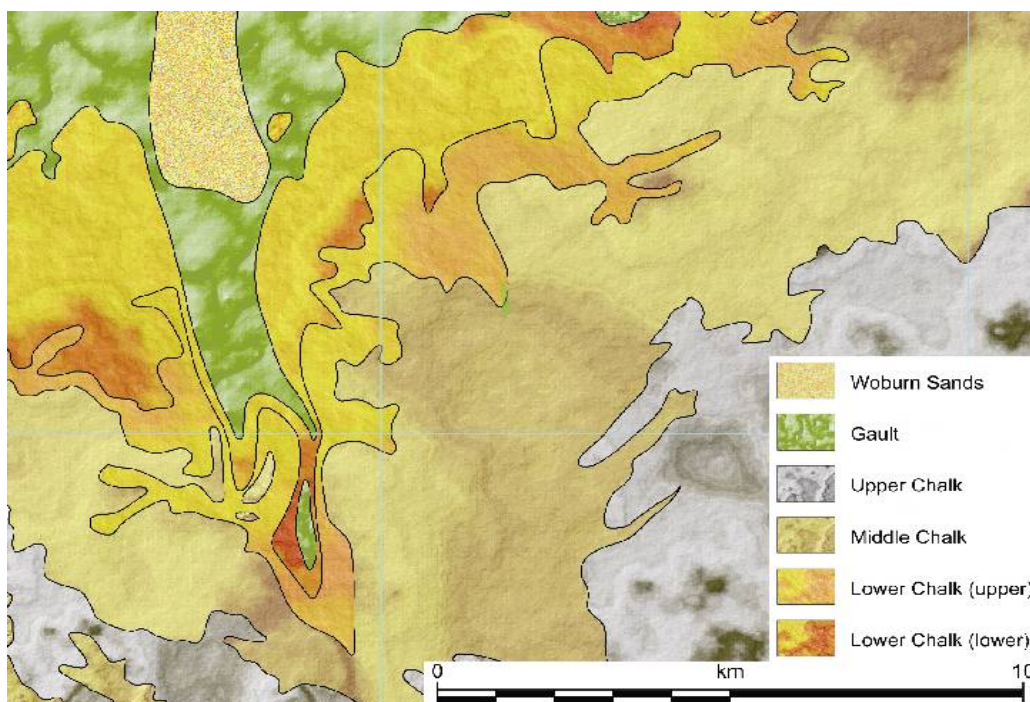 Woburn Sands
Gault
Upper Chalk
Middle Chalk
Lower Chalk (upper)
Lower Chalk (lower)
0 km 10